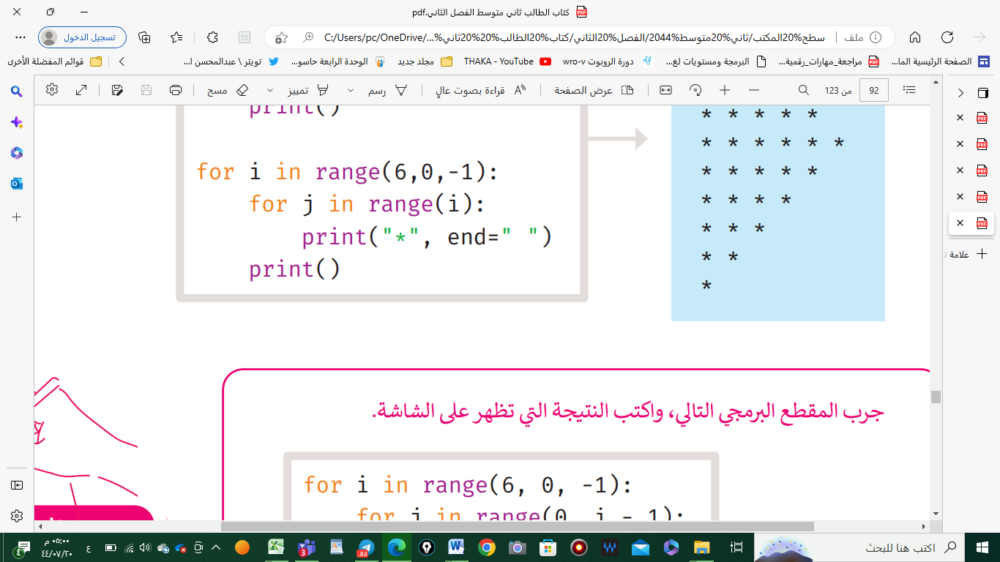 كتاب الطالب ثاني متوسط الفصل الثاني.pdf
تسجيل الدخول
C:/Users/pc/OneDrive/سطح%20المكتب/ثاني%20متوسط%2044‏20/الفصل%20الثاني/كتاب%20الطالب%20%20ثاني%...
ملف
قوائم المفضلة الأخرى
تويتر \ عبدالمحسن ا...
الوحدة الرابعة حاسو...
مجلد جديد
THAKA - YouTube
دورة الروبوت wro-v
البرمجة ومستويات لغ...
مراجعة_مهارات_رقمية...
الصفحة الرئيسية الما...
مسح
تمييز
رسم
قراءة بصوت عالٍ
عرض الصفحة
من 123
92
print()
for i in range(6,0,-1):
for j in range(i):
print("*", end=" ")
print()
* * * * *
* * * * * *
* * * * *
* * * *
* * *
* *
*
جرب المقطع البرمجي التالي، واكتب النتيجة التي تظهر على الشاشة.
for i in range(6, 0, -1):
for j in range(0, i - 1):
علامة
٠٥:٠٠ م
٤٤/٠٧/٢٠
٤
ع
3
84
W
اكتب هنا للبحث